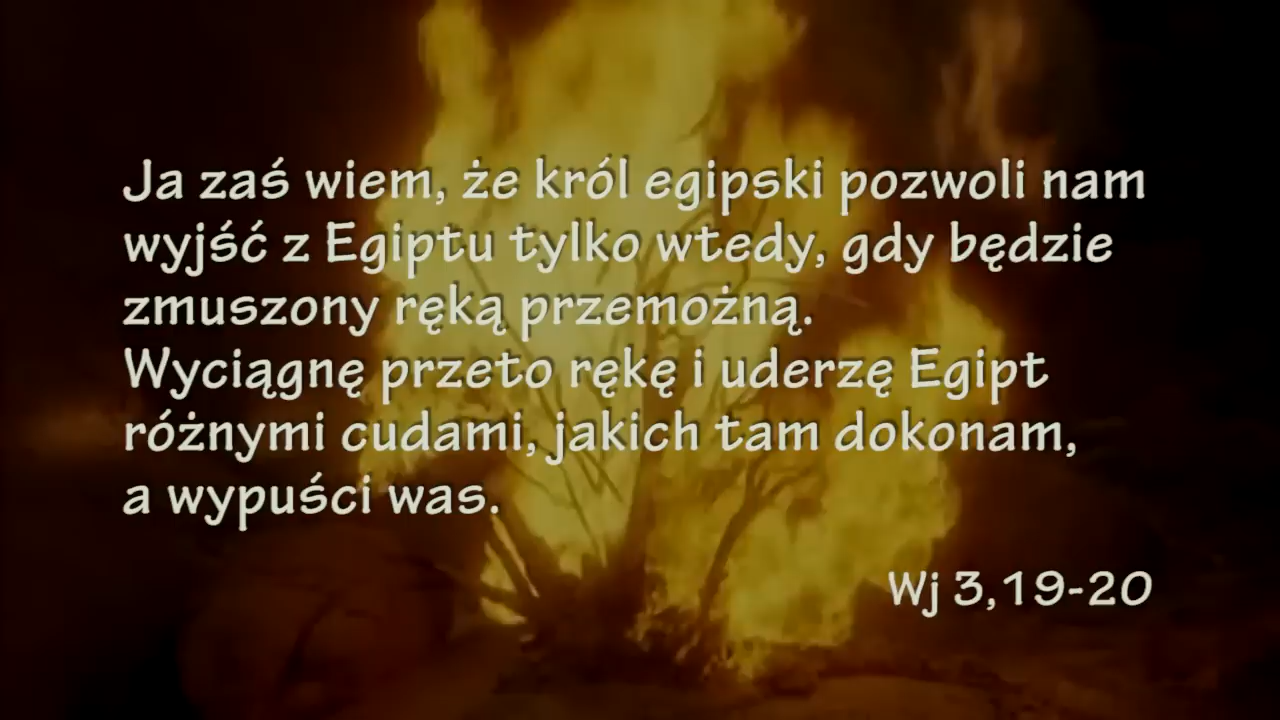 Ja zaś wiem, że król egipski pozwoli nam
wyjść z Egiptu tylko wtedy, gdy będzie
zmuszony ręką przemożną.
Wyciągnę przeto rękę i uderzę Egipt
różnymi cudami, jakich tam dokonam,
a wypuści was.
Wj 3,19-20